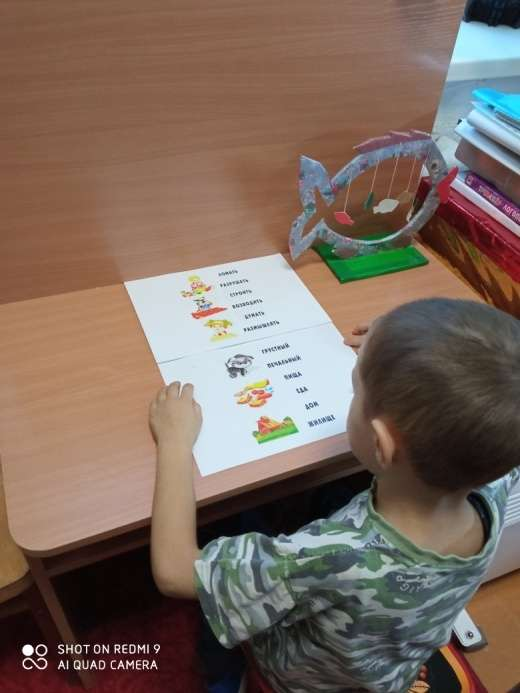 ЛОМАТЬ
РАЗРУШАТЬ
СТРОИТЬ
ВОЗВОДИТЬ
ДУМАТЬ
РАЗМЫШЛЯТЬ
ГРУСТНЫЙ
ПЕЧАЛЬНЫЙ
ПИЩА
ЕДА
ДОМ
ЖИЛИЩЕ
SHOT ON REDMI 9
AI QUAD CAMERA